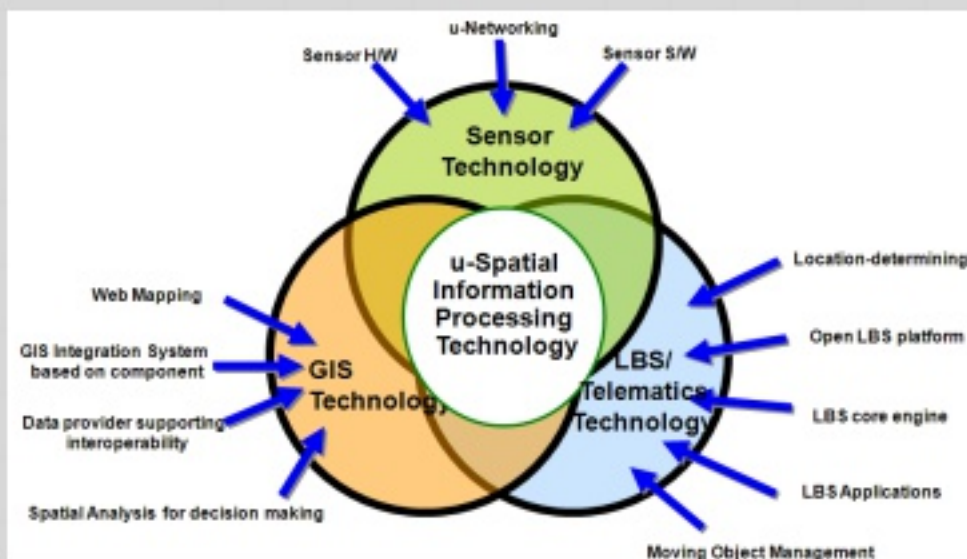 u-Networking
Sensor H/W
Sensor S/W
Sensor
Technology
u-Spatial
Information
Processing
Technology
Web Mapping
GIS Integration System
based on component
Data provider supporting
interoperability
Spatial Analysis for decision making
GIS
Technology
LBS/
Telematics
Technology
Location-determining
Open LBS platform
LBS core engine
LBS Applications
Moving Object Management